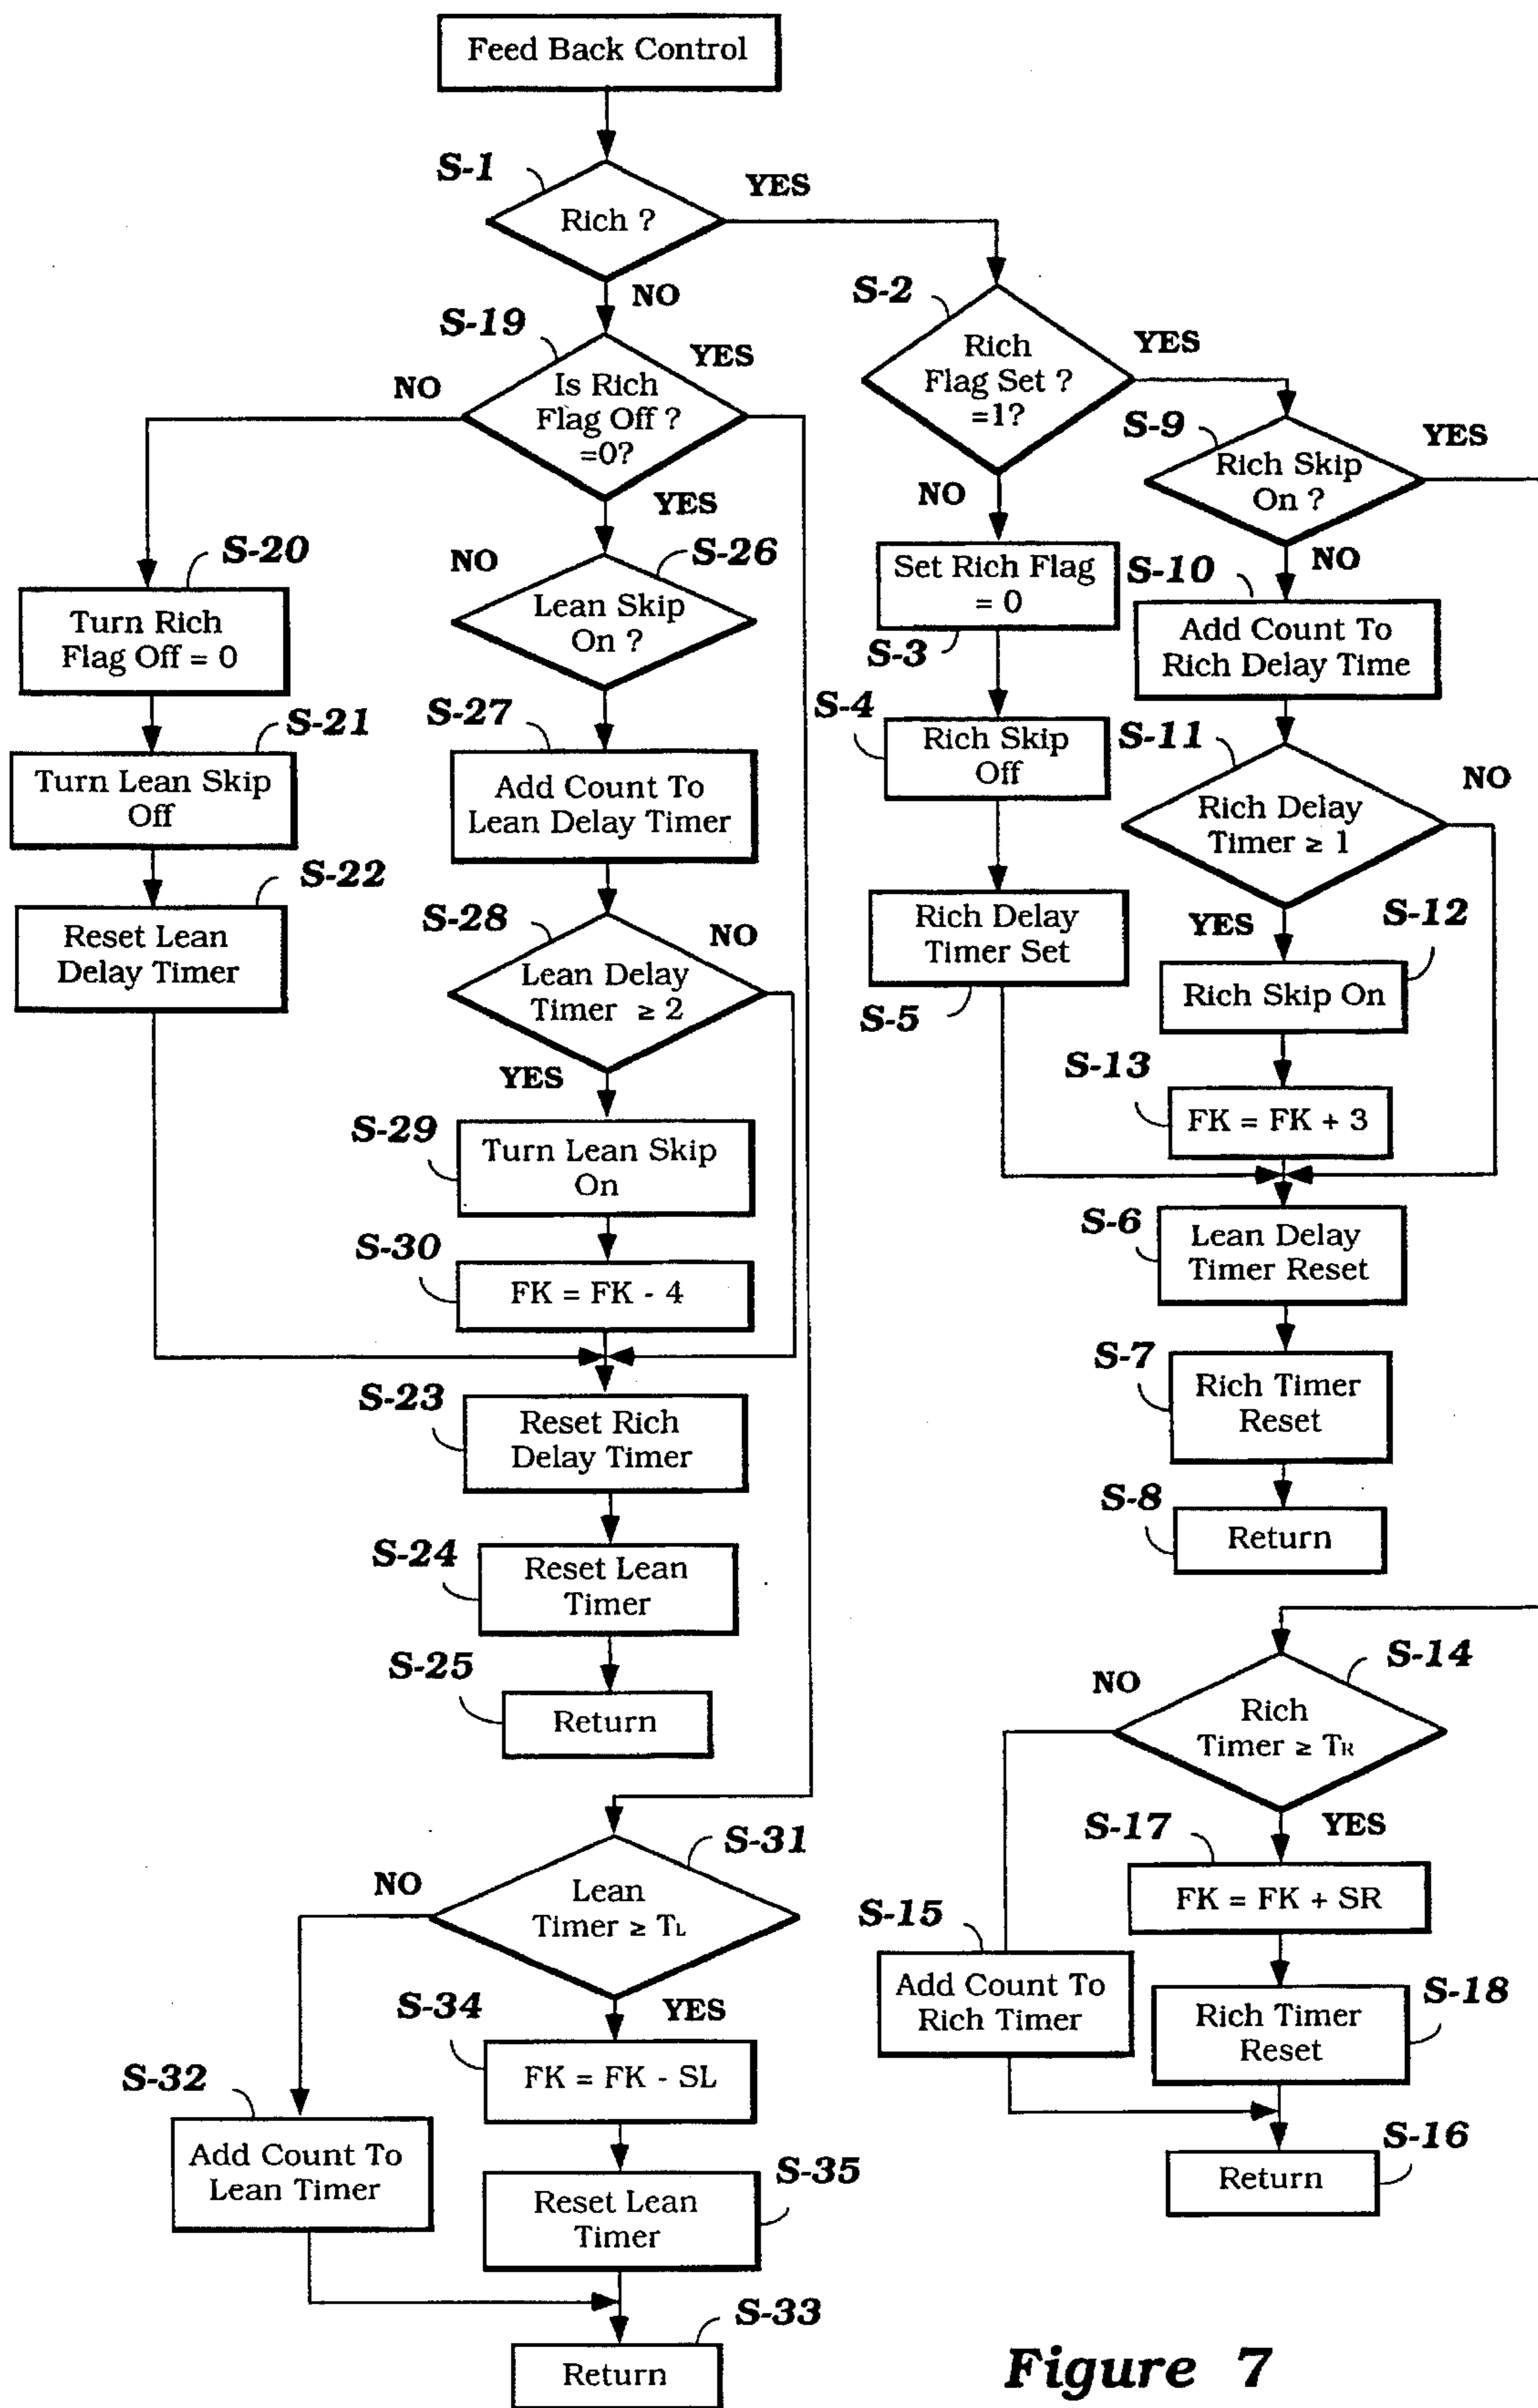 Feed Back Control
S-1
YES
Rich ?
NO
S-19
NO
YES
Is Rich
Flag Off ?
=0?
YES
S-2
Rich
Flag Set ?
=1?
YES
NO
S-9
Rich Skip
On ?
YES
NO
S-20
Turn Rich
Flag Off = 0
S-21
Turn Lean Skip
Off
S-22
Reset Lean
Delay Timer
NO
S-26
Lean Skip
On ?
S-27
Add Count To
Lean Delay Timer
S-28
NO
Lean Delay
Timer ≥ 2
YES
S-29
Turn Lean Skip
On
S-30
FK = FK - 4
S-23
Reset Rich
Delay Timer
S-24
Reset Lean
Timer
S-25
Return
Set Rich Flag
= 0
S-3
S-4
Rich Skip
Off
Rich Delay
Timer Set
S-5
S-10
Add Count To
Rich Delay Time
S-11
NO
Rich Delay
Timer ≥ 1
YES
S-12
Rich Skip On
S-13
FK = FK + 3
S-6
Lean Delay
Timer Reset
S-7
Rich Timer
Reset
S-8
Return
S-14
NO
Rich
Timer ≥ TR
YES
S-17
FK = FK + SR
S-15
Add Count To
Rich Timer
S-18
Rich Timer
Reset
S-16
Return
S-31
NO
Lean
Timer ≥ TL
YES
S-34
FK = FK - SL
S-32
Add Count To
Lean Timer
S-35
Reset Lean
Timer
S-33
Return
Figure 7